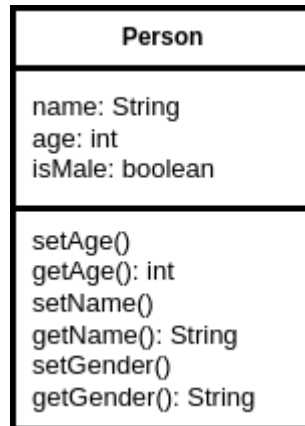 Person
name: String
age: int
isMale: boolean
setAge()
getAge(): int
setName()
getName(): String
setGender()
getGender(): String